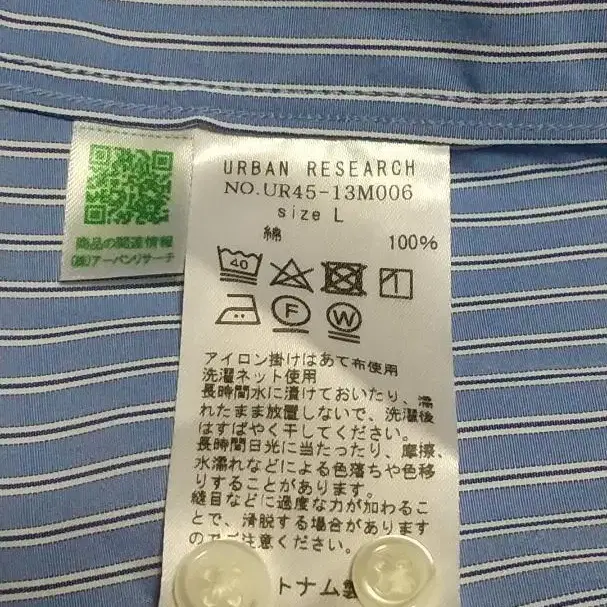 商品の関連情報
(株)アーバンリサーチ
URBAN RESEARCH
NO.UR45-13M006
size L
綿 100%
40
F W
アイロン掛けはあて布使用
洗濯ネット使用
長時間水に漬けておいたり、濡
れたまま放置しないで、洗濯後
はすばやく干してください。
長時間日光に当たったり、摩擦、
水濡れなどによる色落ちや色移
りすることがあります。
縫目などに過度な力が加わるこ
とで、滑脱する場合があります
のでご注意ください。
トナム製